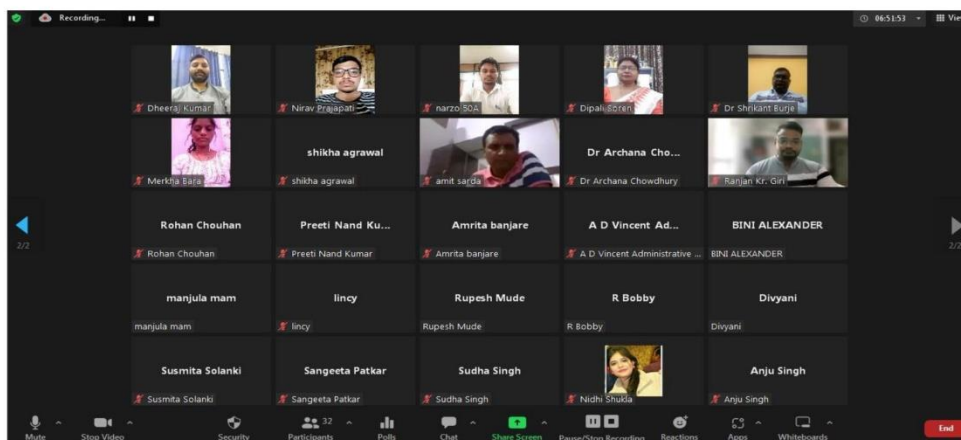 Recording...
06:51:53
View
Dheeraj Kumar
Nirav Prajapati
narzo 50A
Dipali Soren
Dr Shrikant Burje
Merkha Bara
shikha agrawal
shikha agrawal
amit sarda
Dr Archana Cho...
Dr Archana Chowdhury
Ranjan Kr. Giri
2/2
2/2
Rohan Chouhan
Rohan Chouhan
Preeti Nand Ku...
Preeti Nand Kumar
Amrita banjare
Amrita banjare
A D Vincent Ad...
A D Vincent Administrative ...
BINI ALEXANDER
BINI ALEXANDER
manjula mam
manjula mam
lincy
lincy
Rupesh Mude
Rupesh Mude
R Bobby
R Bobby
Divyani
Divyani
Susmita Solanki
Susmita Solanki
Sangeeta Patkar
Sangeeta Patkar
Sudha Singh
Sudha Singh
Nidhi Shukla
Anju Singh
Anju Singh
Mute
Stop Video
Security
32
Participants
Polls
Chat
Share Screen
Pause/Stop Recording
Reactions
Apps
Whiteboards
End